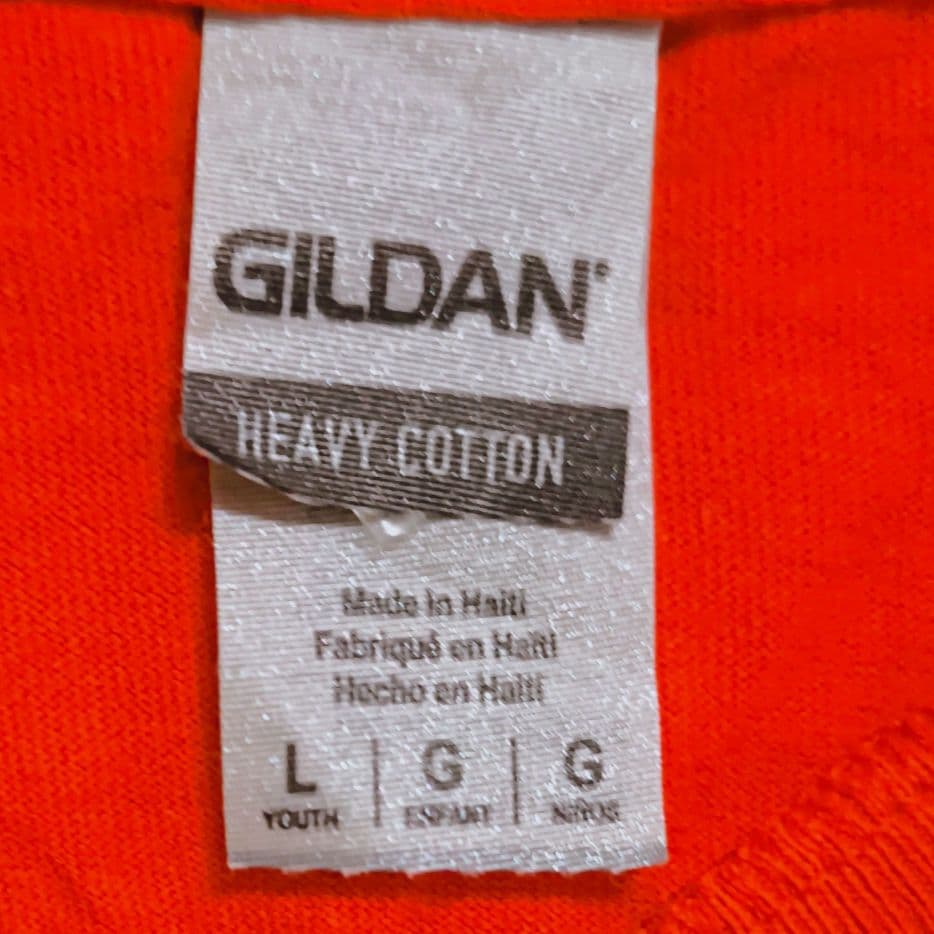 GILDAN®
HEAVY COTTON
Made in Haiti
Fabriqué en Haïti
Hecho en Haití
L | G | G
YOUTH | ENFANT | NIÑOS